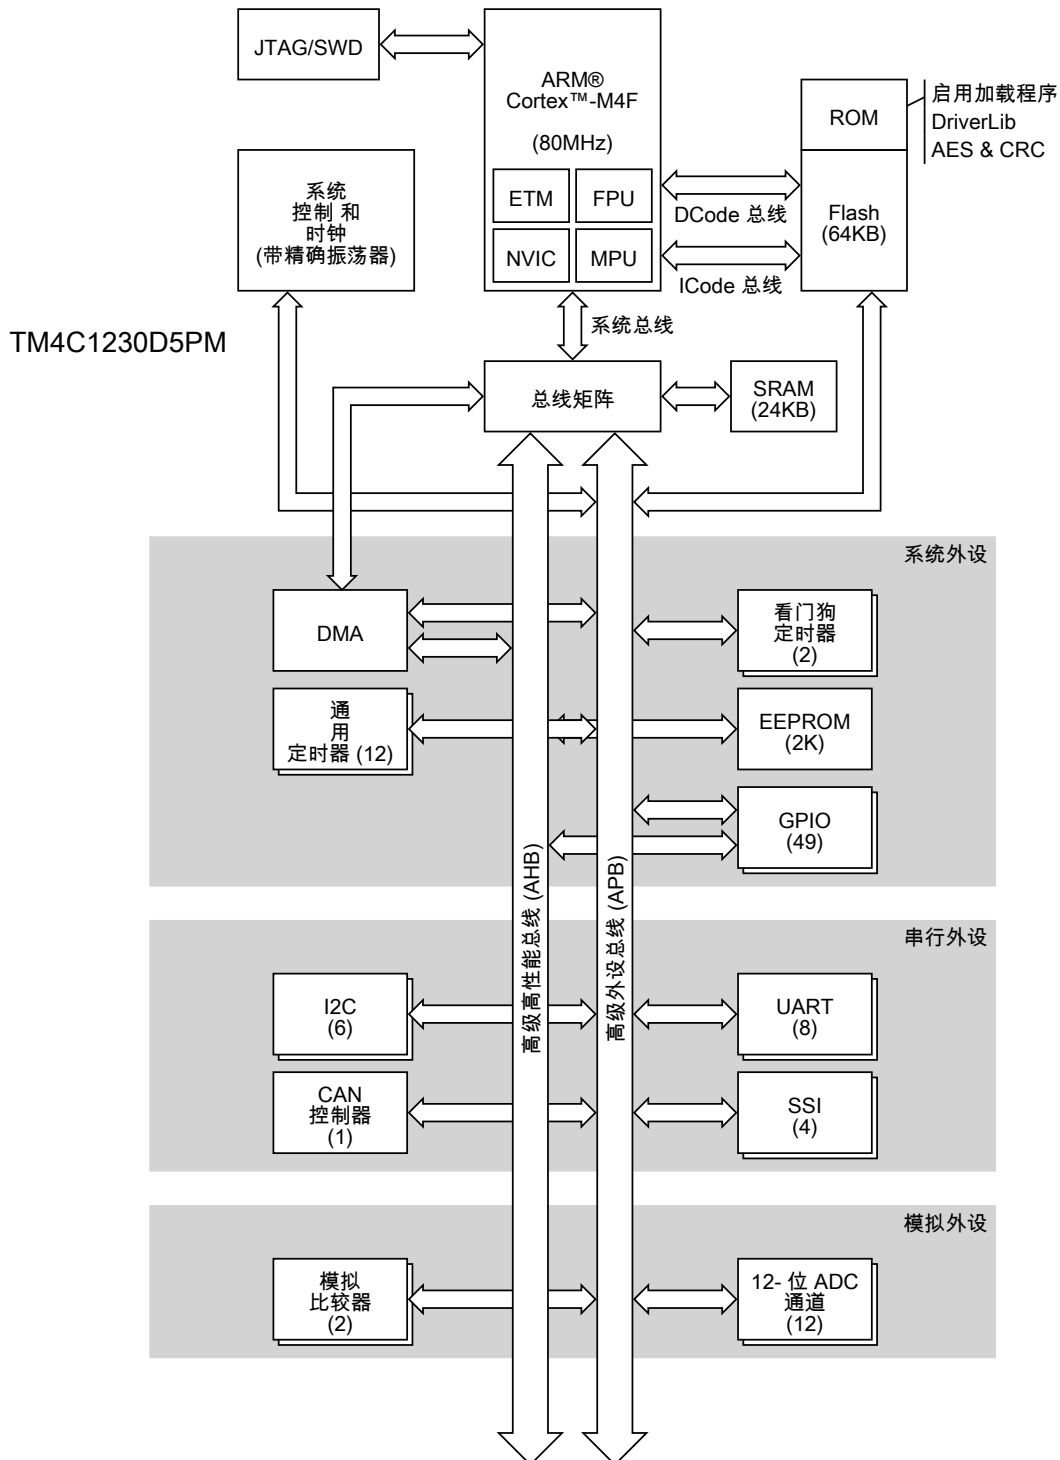 JTAG/SWD
ARM®
Cortex™-M4F
(80MHz)
ETM
FPU
NVIC
MPU
ROM
启用加载程序
DriverLib
AES & CRC
Flash
(64KB)
DCode 总线
ICode 总线
系统
控制 和
时钟
(带精确振荡器)
TM4C1230D5PM
系统总线
总线矩阵
SRAM
(24KB)
系统外设
DMA
看门狗
定时器
(2)
通
用
定时器 (12)
EEPROM
(2K)
GPIO
(49)
高级高性能总线 (AHB)
高级外设总线 (APB)
串行外设
I2C
(6)
UART
(8)
CAN
控制器
(1)
SSI
(4)
模拟外设
模拟
比较器
(2)
12- 位 ADC
通道
(12)